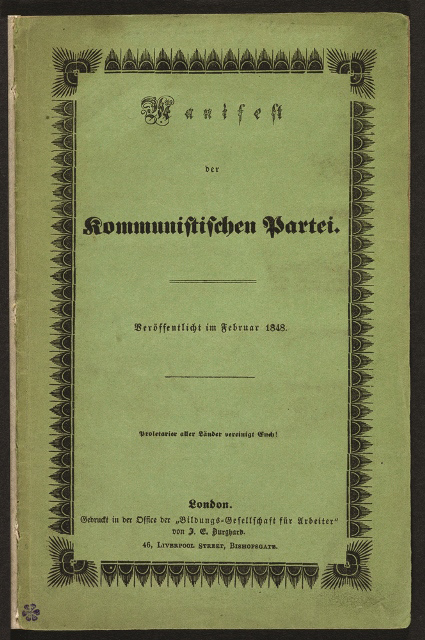 Manifest
der
Kommunistischen Partei.
Veröffentlicht im Februar 1848.
Proletarier aller Länder vereinigt Euch!
London.
Gedruckt in der Office der „Bildungs-Gesellschaft für Arbeiter“
von J. E. Burghard.
46, Liverpool Street, Bishopsgate.